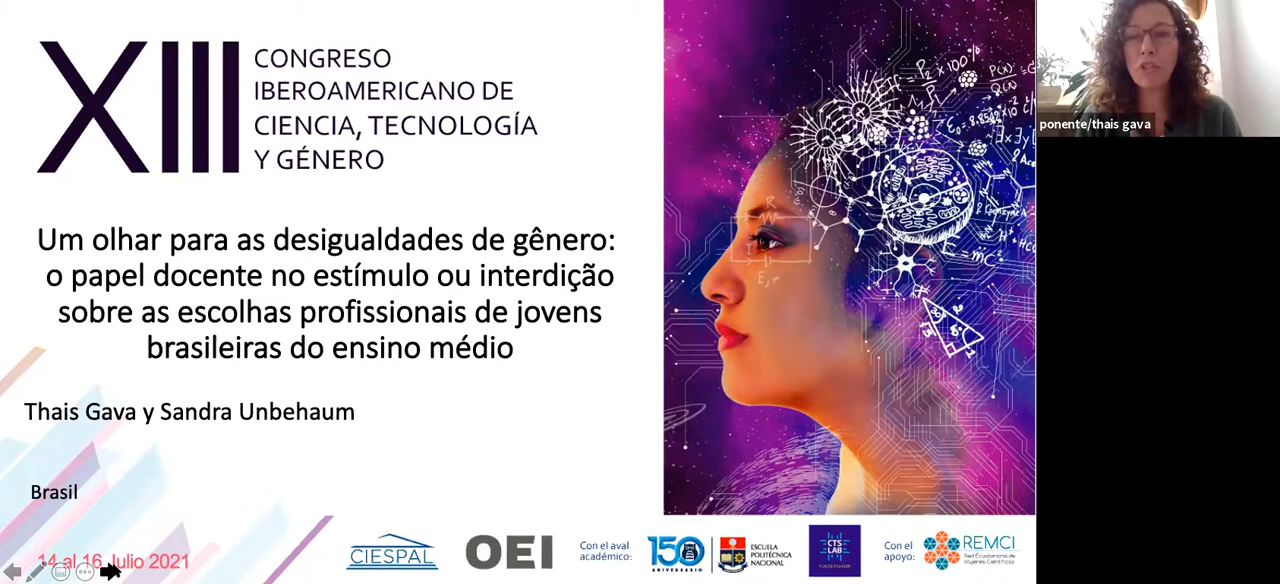 XIII
CONGRESO
IBEROAMERICANO DE
CIENCIA, TECNOLOGÍA
Y GÉNERO
Um olhar para as desigualdades de gênero:
o papel docente no estímulo ou interdição
sobre as escolhas profissionais de jovens
brasileiras do ensino médio
Thais Gava y Sandra Unbehaum
Brasil
14 al 16 Julio 2021
CIESPAL
OEI
Con el aval
académico:
150
ANIVERSARIO
ESCUELA
POLITÉCNICA
NACIONAL
CTS
LAB
Con el
apoyo:
REMCI
Red Ecuatoriana de
Mujeres Científicas
ponente/thais gava
P₂ x 100%
P(x)
Q(x)
R
E,r